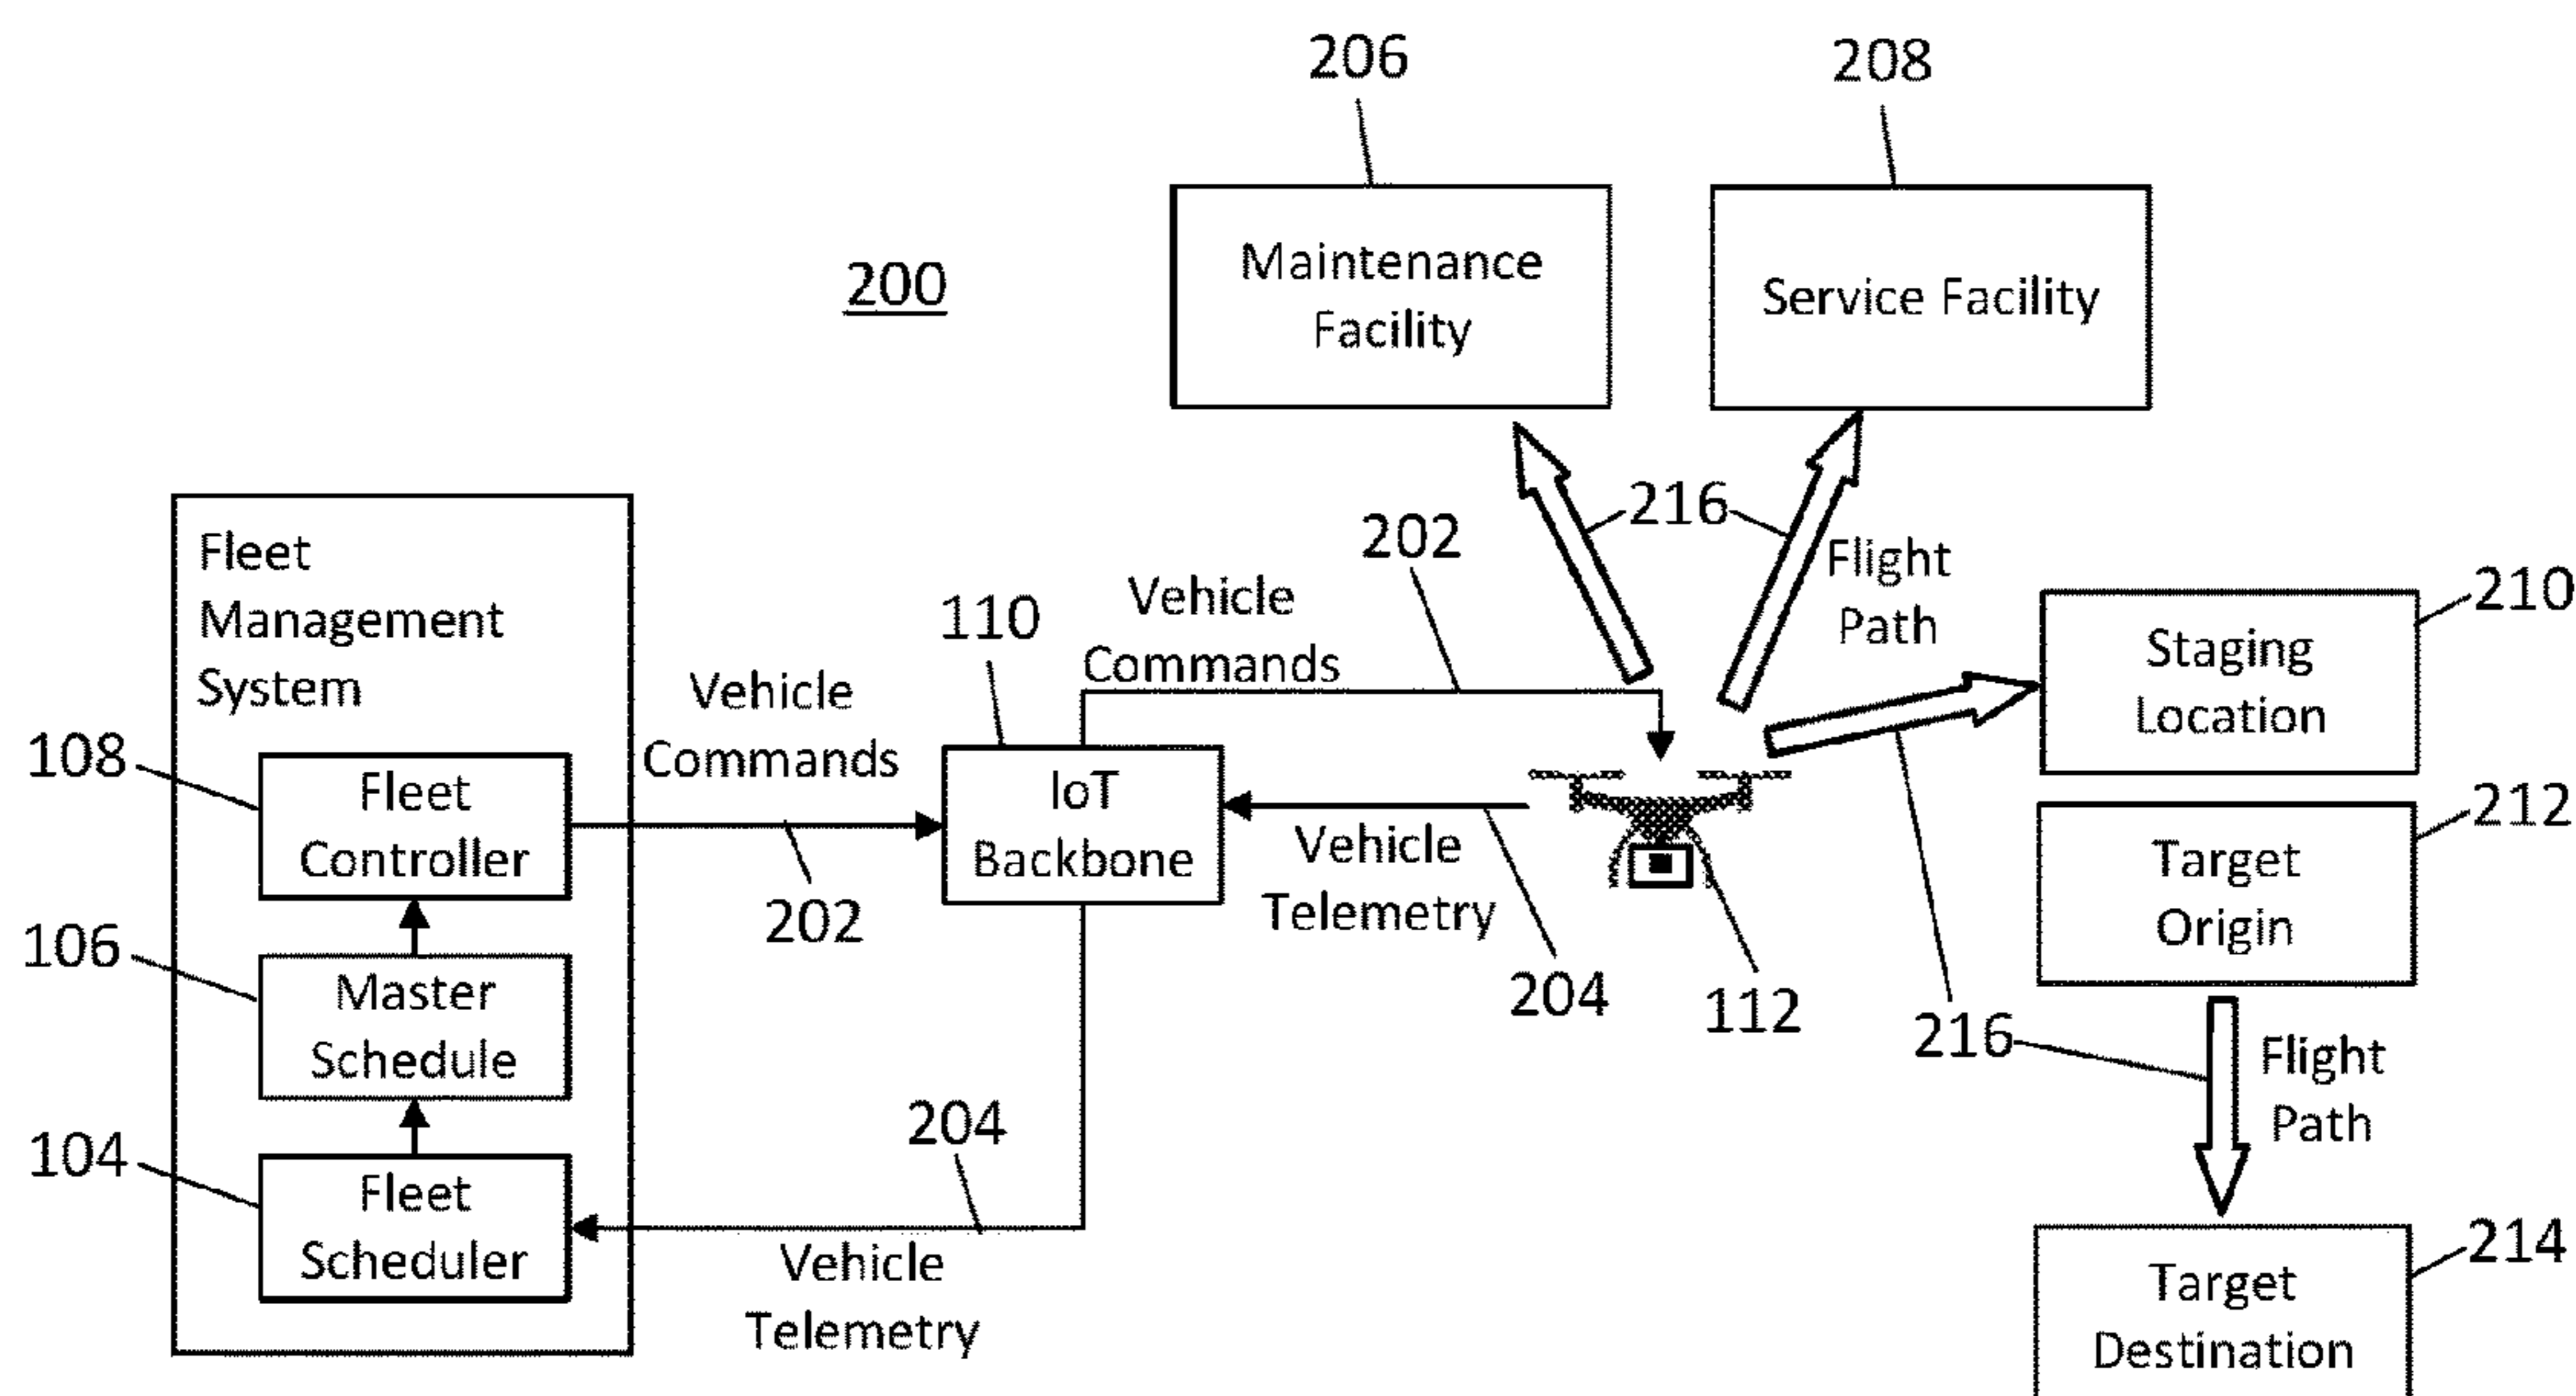 206
208
200
Maintenance
Facility
Service Facility
216
202
Flight
Path
Fleet
Management
System
110
Vehicle
Commands
210
Staging
Location
Vehicle
Commands
108
Fleet
Controller
IoT
Backbone
212
Target
Origin
Vehicle
Telemetry
202
106
Master
Schedule
204
112
216
Flight
Path
204
104
Fleet
Scheduler
Vehicle
Telemetry
214
Target
Destination